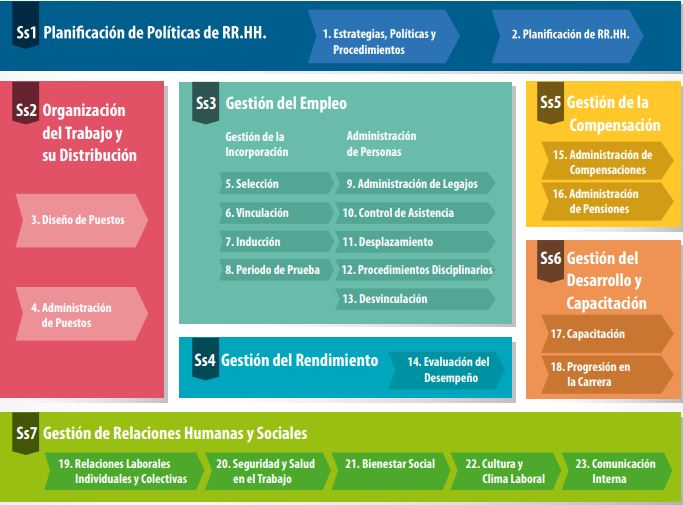 Ss1 Planificación de Políticas de RR.HH.
1. Estrategias, Políticas y
Procedimientos
2. Planificación de RR.HH.
Ss2 Organización
del Trabajo y
su Distribución
3. Diseño de Puestos
4. Administración
de Puestos
Ss3 Gestión del Empleo
Gestión de la
Incorporación
5. Selección
6. Vinculación
7. Inducción
8. Periodo de Prueba
Administración
de Personas
9. Administración de Legajos
10. Control de Asistencia
11. Desplazamiento
12. Procedimientos Disciplinarios
13. Desvinculación
Ss4 Gestión del Rendimiento
14. Evaluación del
Desempeño
Ss5 Gestión de la
Compensación
15. Administración de
Compensaciones
16. Administración
de Pensiones
Ss6 Gestión del
Desarrollo y
Capacitación
17. Capacitación
18. Progresión en
la Carrera
Ss7 Gestión de Relaciones Humanas y Sociales
19. Relaciones Laborales
Individuales y Colectivas
20. Seguridad y Salud
en el Trabajo
21. Bienestar Social
22. Cultura y
Clima Laboral
23. Comunicación
Interna